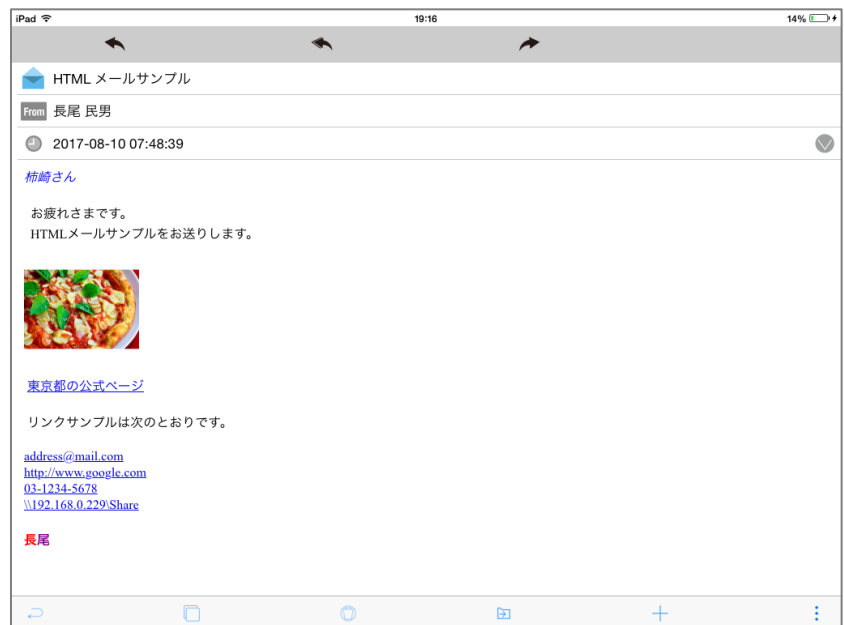 iPad 19:16 14%
HTML メールサンプル
From 長尾 民男
2017-08-10 07:48:39
柿崎さん
お疲れさまです。
HTMLメールサンプルをお送りします。
東京都の公式ページ
リンクサンプルは次のとおりです。
address@mail.com
http://www.google.com
03-1234-5678
\\192.168.0.229\Share
長尾